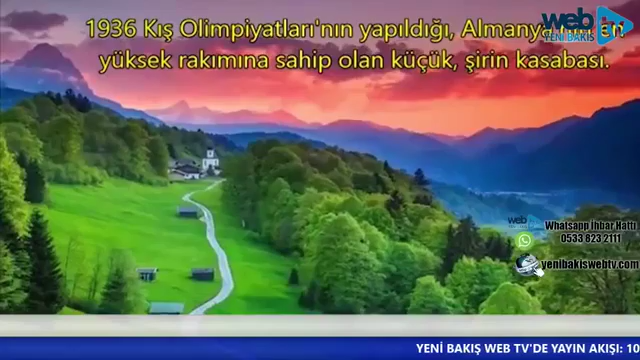 1936 Kış Olimpiyatları'nın yapıldığı,
yüksek rakımına sahip olan küçük, şirin kasabası.
web
YENİ BAKIŞ
web
Whatsapp İhbar Hattı
0533 823 2111
yenibakiswebtv.com
YENİ BAKIŞ WEB TV'DE YAYIN AKIŞI: 10